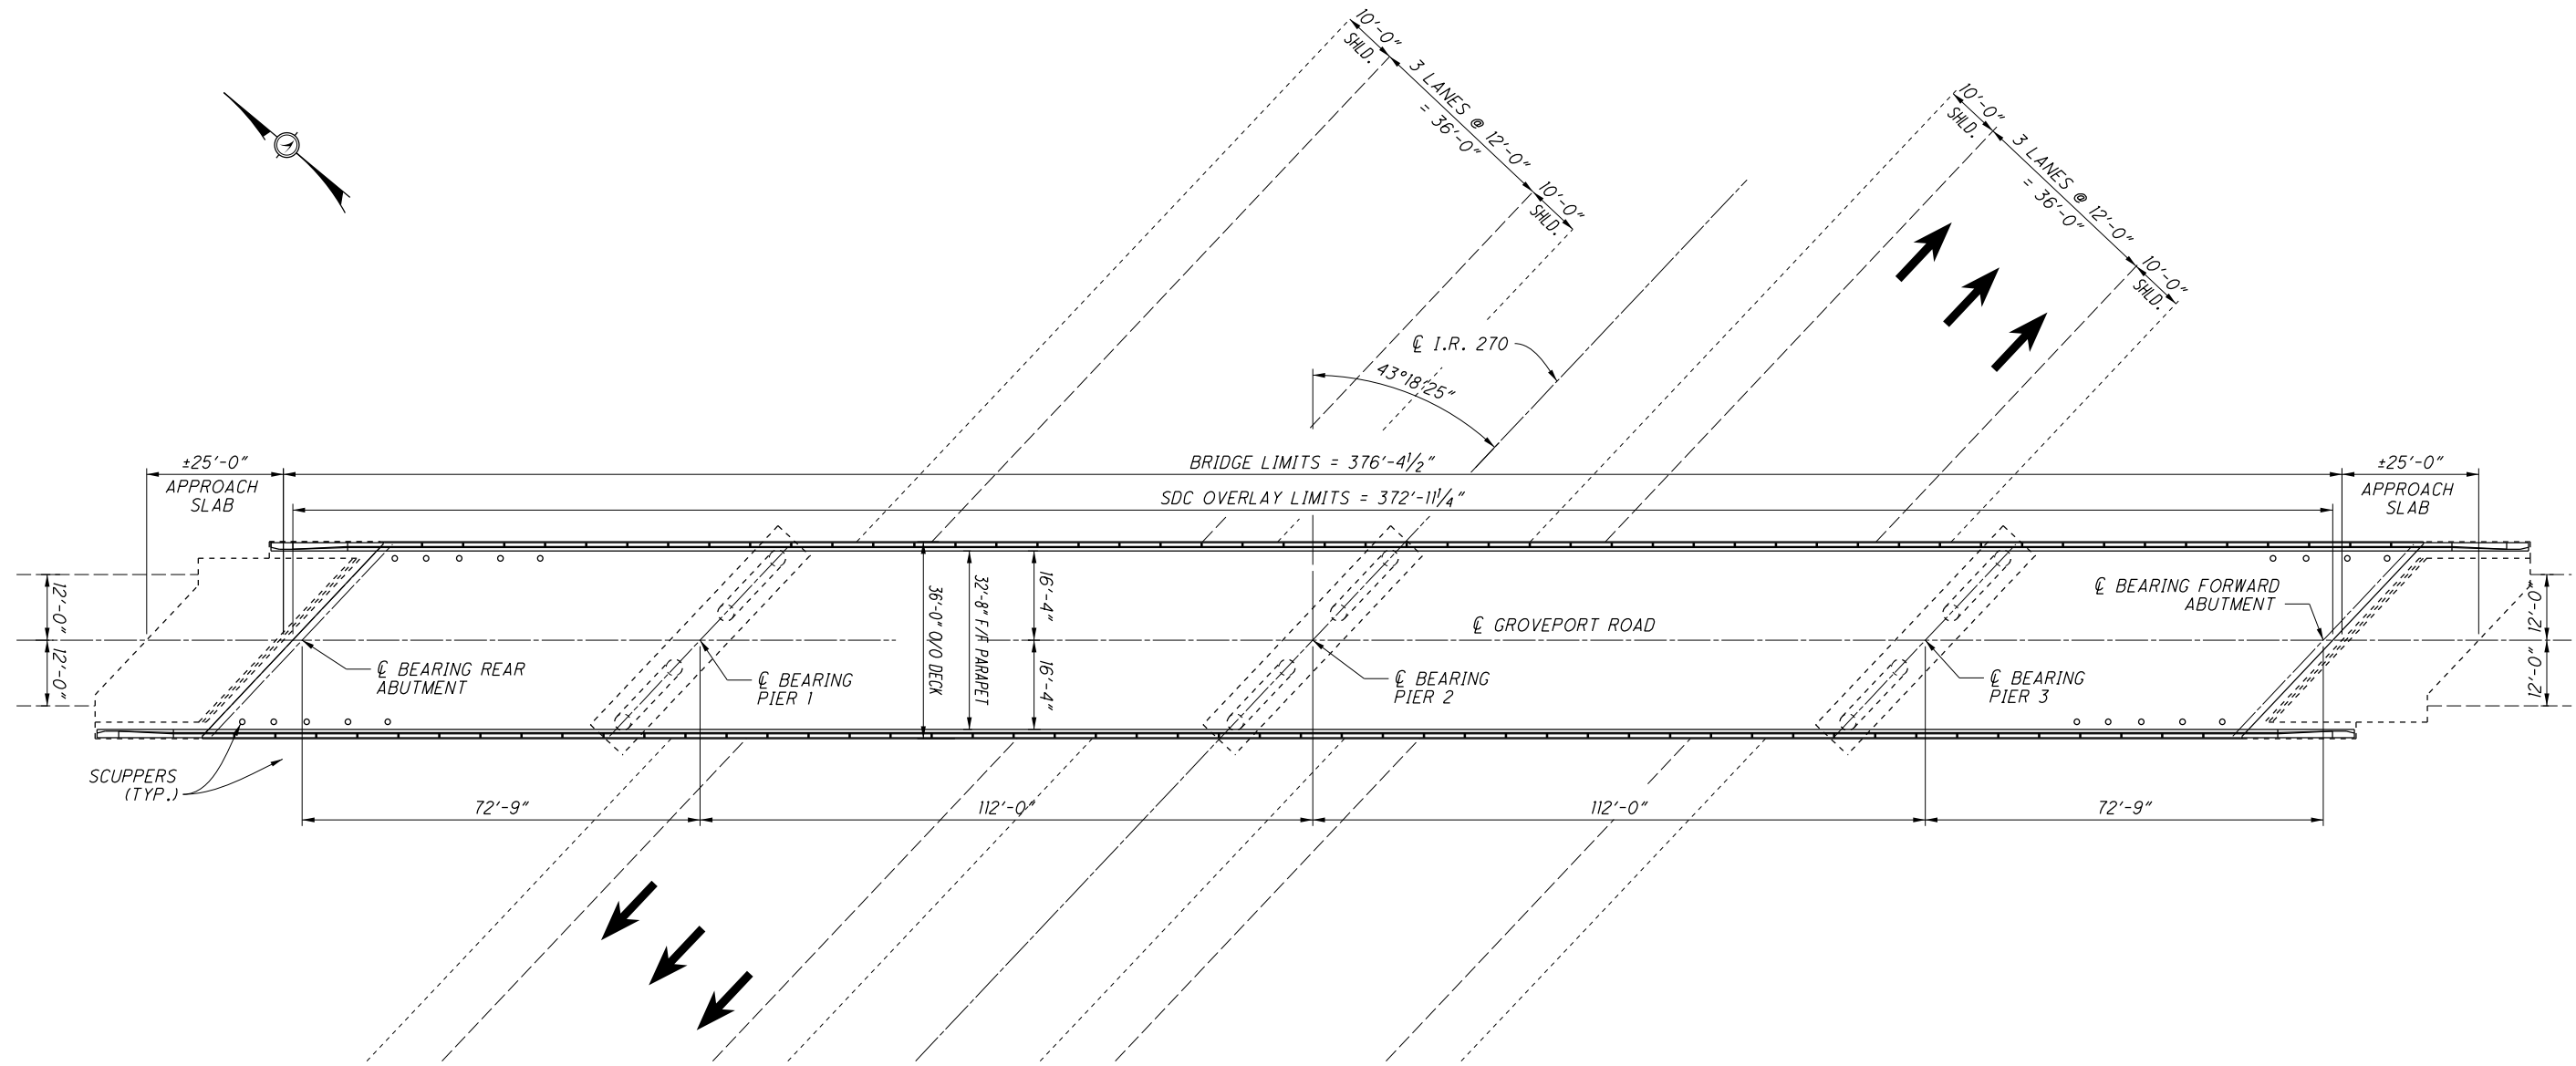 10'-0"
SHLD.
3 LANES @ 12'-0"
= 36'-0"
10'-0"
SHLD.
10'-0"
SHLD.
3 LANES @ 12'-0"
= 36'-0"
10'-0"
SHLD.
℄ I.R. 270
43°18'25"
±25'-0"
APPROACH
SLAB
BRIDGE LIMITS = 376'-4½"
SDC OVERLAY LIMITS = 372'-11¼"
±25'-0"
APPROACH
SLAB
12'-0"
12'-0"
℄ BEARING REAR
ABUTMENT
℄ BEARING
PIER 1
36'-0" O/O DECK
32'-8" F/F PARAPET
16'-4"
16'-4"
℄ BEARING
PIER 2
℄ GROVEPORT ROAD
℄ BEARING
PIER 3
℄ BEARING FORWARD
ABUTMENT
12'-0"
12'-0"
SCUPPERS
(TYP.)
72'-9"
112'-0"
112'-0"
72'-9"